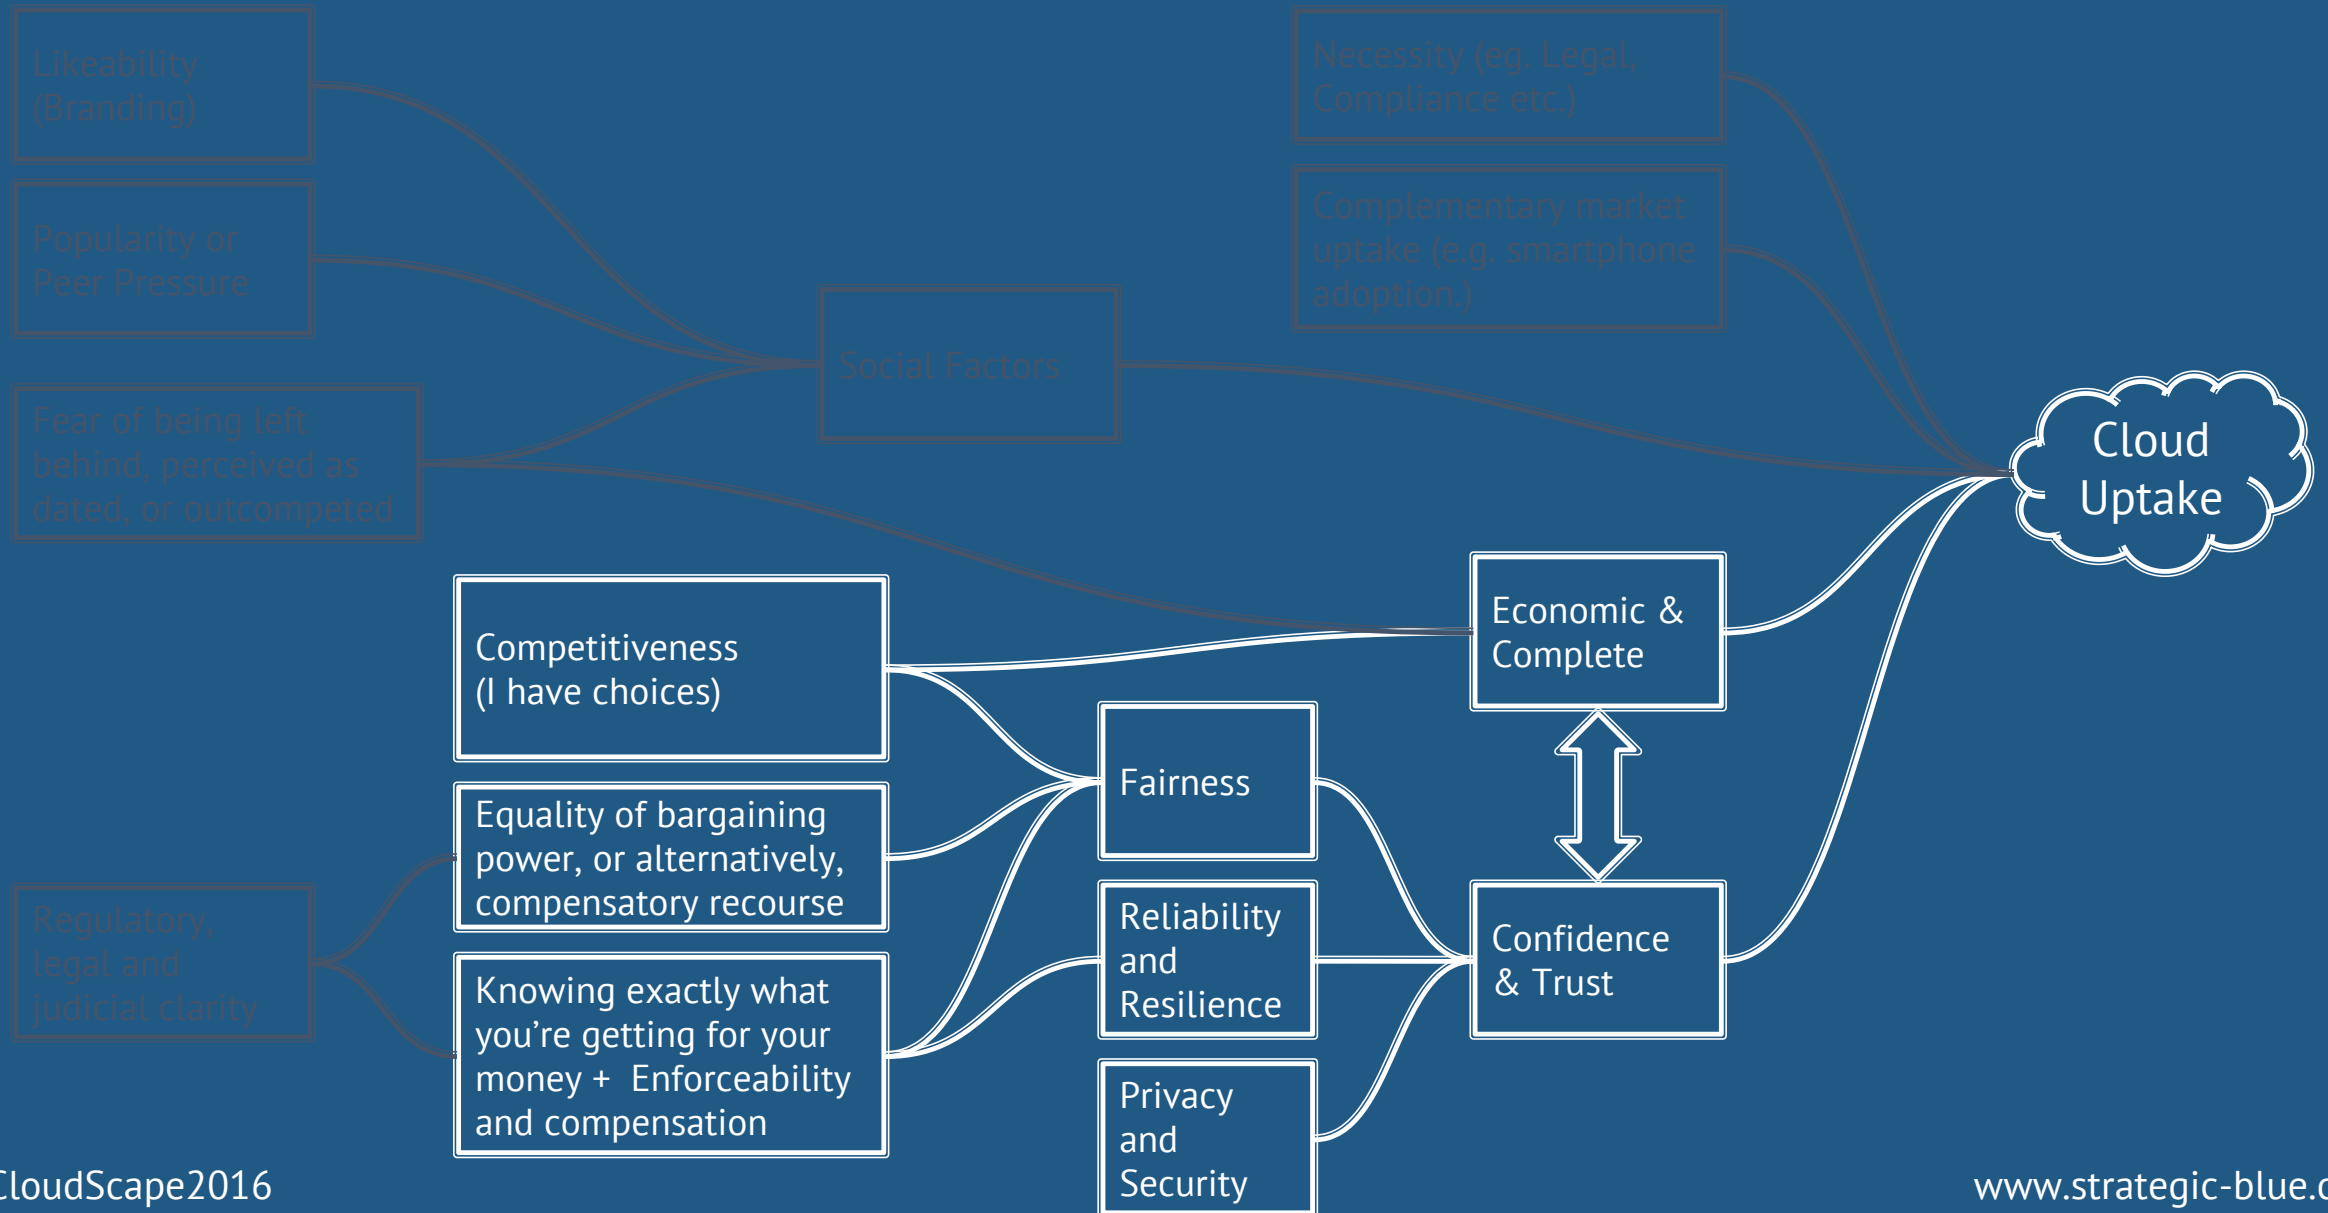 Likeability
(Branding)
Necessity (eg. Legal,
Compliance etc.)
Popularity or
Peer Pressure
Complementary market
uptake (e.g. smartphone
adoption.)
Social Factors
Fear of being left
behind, perceived as
dated, or outcompeted
Cloud
Uptake
Competitiveness
(I have choices)
Economic &
Complete
Fairness
Equality of bargaining
power, or alternatively,
compensatory recourse
Regulatory,
legal and
judicial clarity
Reliability
and
Resilience
Confidence
& Trust
Knowing exactly what
you're getting for your
money +  Enforceability
and compensation
Privacy
and
Security
CloudScape2016
www.strategic-blue.c